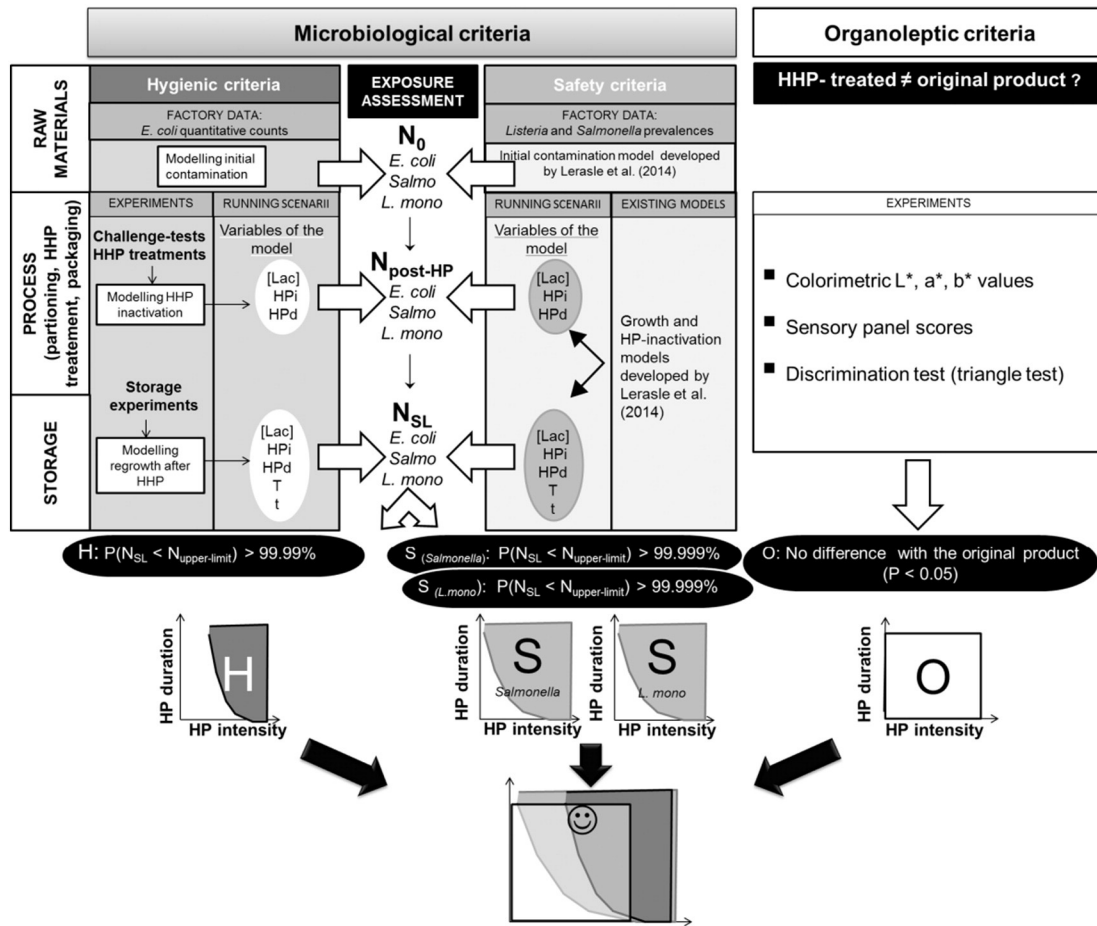 Microbiological criteria
Organoleptic criteria
Hygienic criteria
EXPOSURE
ASSESSMENT
Safety criteria
HHP- treated ≠ original product ?
RAW
MATERIALS
FACTORY DATA:
E. coli quantitative counts
Modelling initial
contamination
N0
E. coli
Salmo
L. mono
FACTORY DATA:
Listeria and Salmonella prevalences
Initial contamination model developed
by Lerasle et al. (2014)
PROCESS
(partioning, HHP
treatement, packaging)
EXPERIMENTS
RUNNING SCENARII
Challenge-tests
HHP treatments
Modelling HHP
inactivation
Variables of the
model
[Lac]
HPi
HPd
Npost-HP
E. coli
Salmo
L. mono
RUNNING SCENARII
EXISTING MODELS
Variables of the
model
[Lac]
HPi
HPd
Growth and
HP-inactivation
models
developed by
Lerasle et al.
(2014)
EXPERIMENTS
▪ Colorimetric L*, a*, b* values
▪ Sensory panel scores
▪ Discrimination test (triangle test)
STORAGE
Storage
experiments
Modelling
regrowth after
HHP
[Lac]
HPi
HPd
T
t
NSL
E. coli
Salmo
L. mono
[Lac]
HPi
HPd
T
t
H: P(NSL < Nupper-limit) > 99.99%
S (Salmonella): P(NSL < Nupper-limit) > 99.999%
S (L.mono): P(NSL < Nupper-limit) > 99.999%
O: No difference with the original product
(P < 0.05)
HP duration
H
HP intensity
HP duration
S
Salmonella
HP intensity
HP duration
S
L. mono
HP intensity
HP duration
O
HP intensity